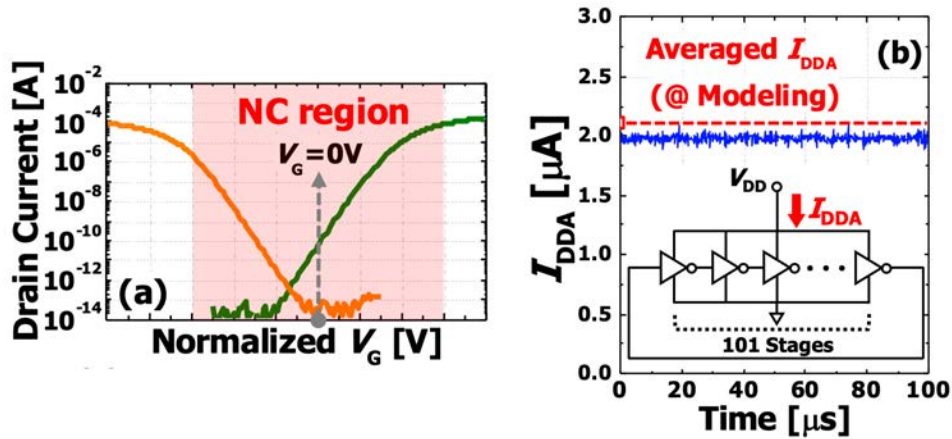 Drain Current [A]
10⁻²
10⁻⁴
10⁻⁶
10⁻⁸
10⁻¹⁰
10⁻¹²
10⁻¹⁴
10⁻¹⁶
NC region
V_G=0V
(a)
Normalized V_G [V]
I_DDA [μA]
3.0
2.5
2.0
1.5
1.0
0.5
0.0
Averaged I_DDA
(@ Modeling)
(b)
V_DD
I_DDA
101 Stages
0 20 40 60 80 100
Time [μs]